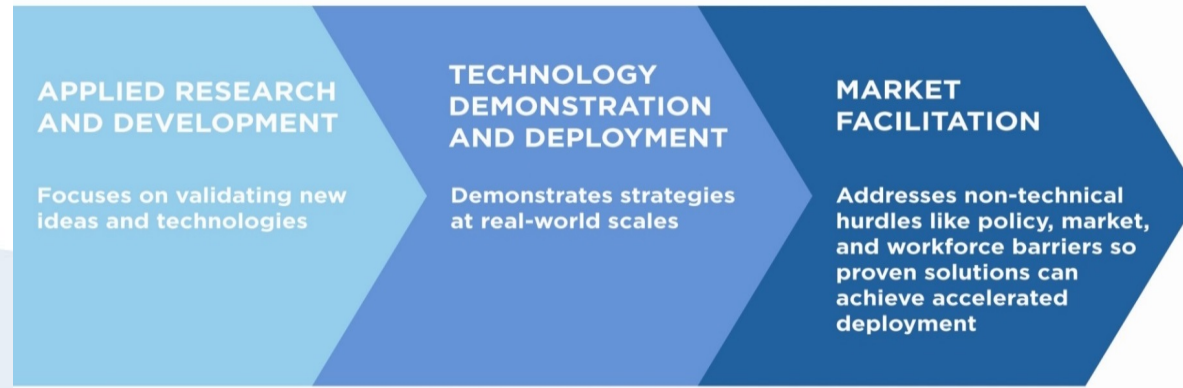 APPLIED RESEARCH
AND DEVELOPMENT
Focuses on validating new
ideas and technologies
TECHNOLOGY
DEMONSTRATION
AND DEPLOYMENT
Demonstrates strategies
at real-world scales
MARKET
FACILITATION
Addresses non-technical
hurdles like policy, market,
and workforce barriers so
proven solutions can
achieve accelerated
deployment